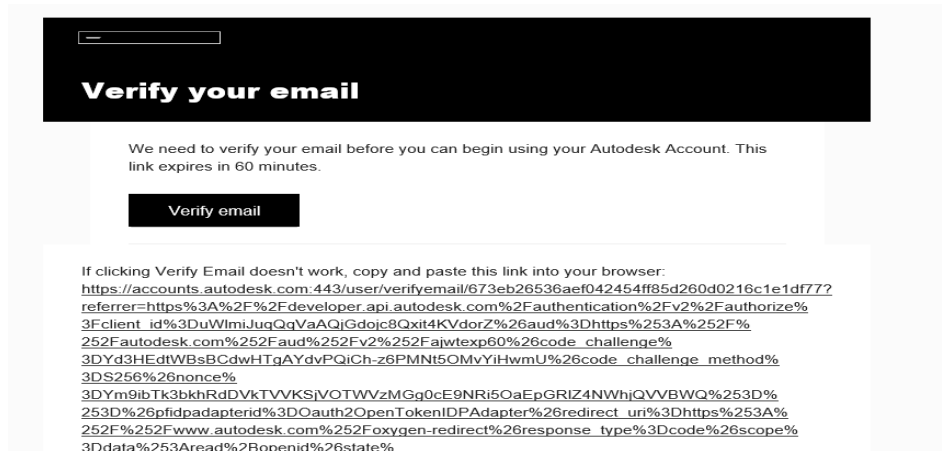 Verify your email
We need to verify your email before you can begin using your Autodesk Account. This
link expires in 60 minutes.
Verify email
If clicking Verify Email doesn't work, copy and paste this link into your browser:
https://accounts.autodesk.com:443/user/verifyemail/673eb26536aef042454ff85d260d0216c1e1df77?
referrer=https%3A%2F%2Fdeveloper.api.autodesk.com%2Fauthentication%2Fv2%2Fauthorize%
3Fclient_id%3DuWlmiJuqQqVaAQjGdojc8Qxit4KVdorZ%26aud%3Dhttps%253A%252F%
252Fautodesk.com%252Faud%252Fv2%252Fajwtexp60%26code_challenge%
3DYd3HEdtWBsBCdwHTgAYdvPQiCh-z6PMNt5OMvYiHwmU%26code_challenge_method%
3DS256%26nonce%
3DYm9ibTk3bkhRdDVkTVVKSjVOTWVzMGg0cE9NRi5OaEpGRlZ4NWhjQVVBWQ%253D%
253D%26pfidpadapterid%3DOauth2OpenTokenIDPAdapter%26redirect_uri%3Dhttps%253A%
252F%252Fwww.autodesk.com%252Foxygen-redirect%26response_type%3Dcode%26scope%
3Ddata%253Aread%2Bopenid%26state%